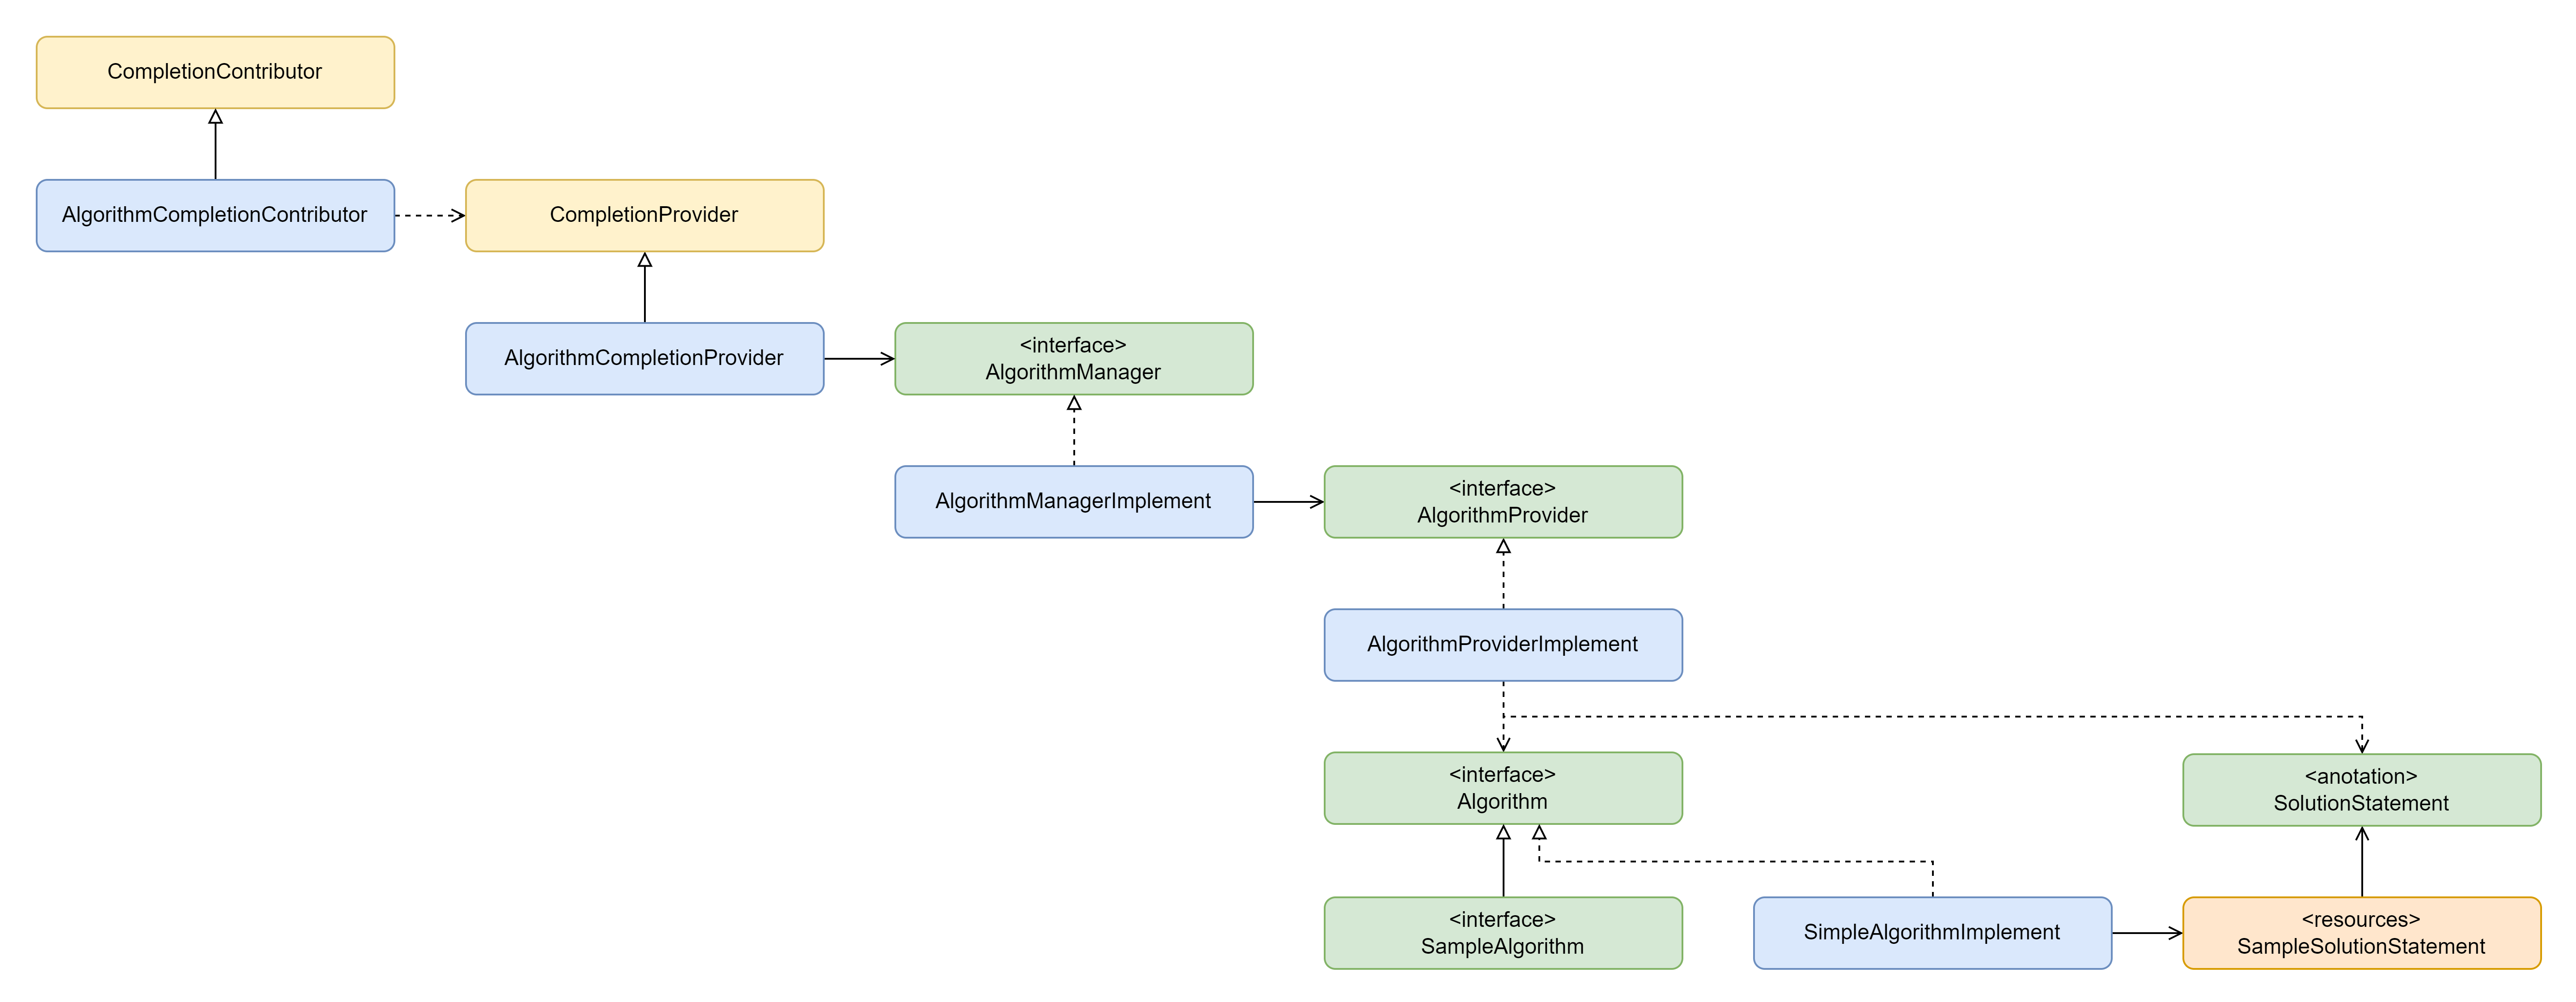 CompletionContributor
AlgorithmCompletionContributor
CompletionProvider
AlgorithmCompletionProvider
<interface>
AlgorithmManager
AlgorithmManagerImplement
<interface>
AlgorithmProvider
AlgorithmProviderImplement
<interface>
Algorithm
<anotation>
SolutionStatement
<interface>
SampleAlgorithm
SimpleAlgorithmImplement
<resources>
SampleSolutionStatement